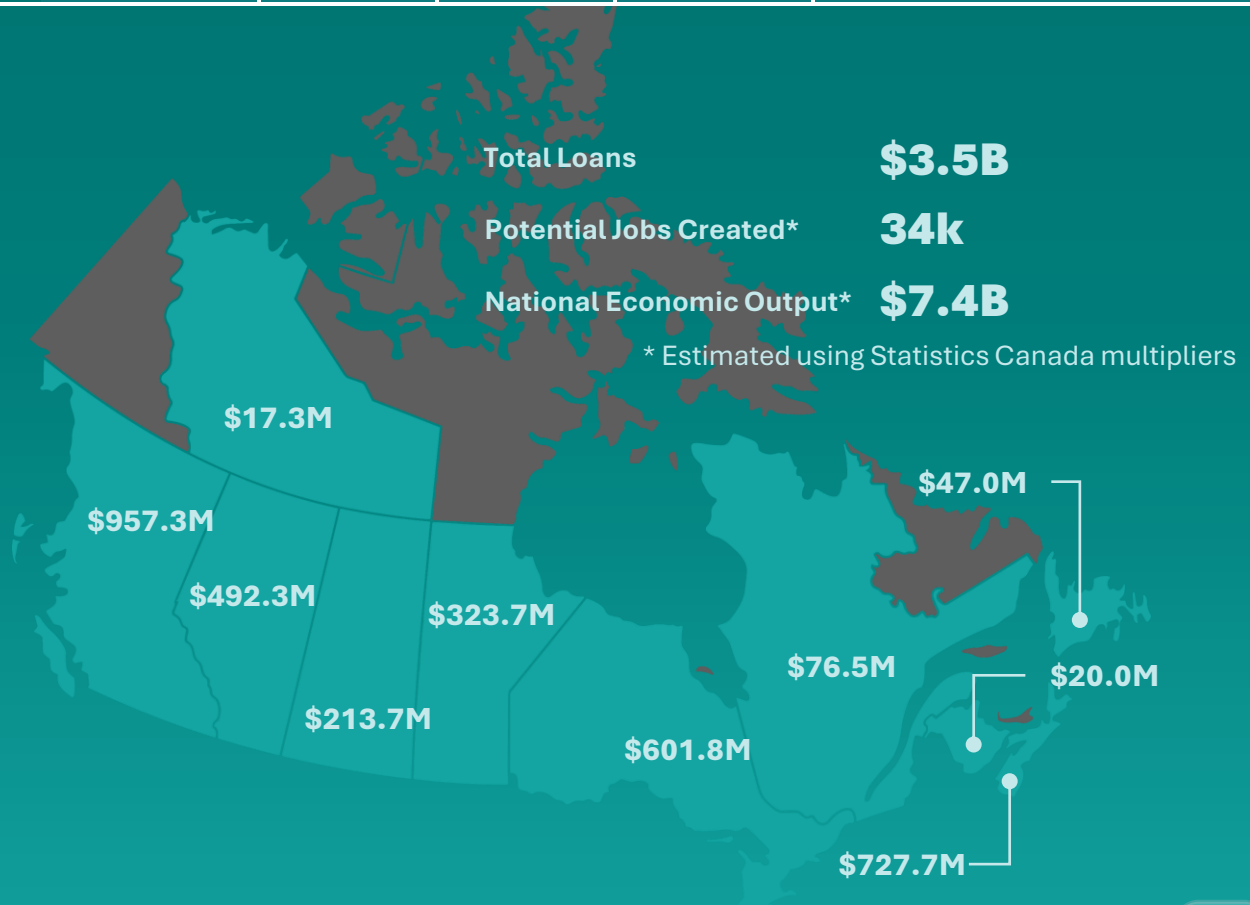 Total Loans $3.5B
Potential Jobs Created* 34k
National Economic Output* $7.4B
* Estimated using Statistics Canada multipliers
$17.3M
$47.0M
$957.3M
$492.3M
$323.7M
$76.5M
$20.0M
$213.7M
$601.8M
$727.7M